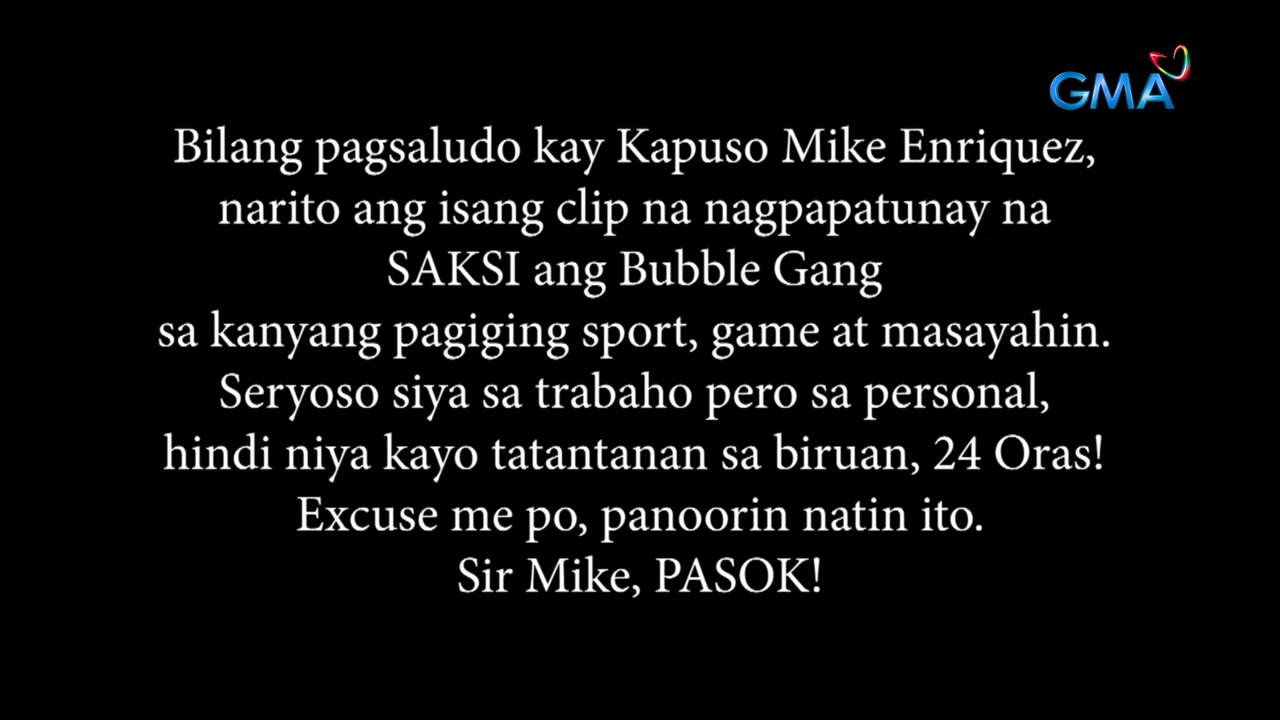 GMA
Bilang pagsaludo kay Kapuso Mike Enriquez,
narito ang isang clip na nagpapatunay na
SAKSI ang Bubble Gang
sa kanyang pagiging sport, game at masayahin.
Seryoso siya sa trabaho pero sa personal,
hindi niya kayo tatantanan sa biruan, 24 Oras!
Excuse me po, panoorin natin ito.
Sir Mike, PASOK!